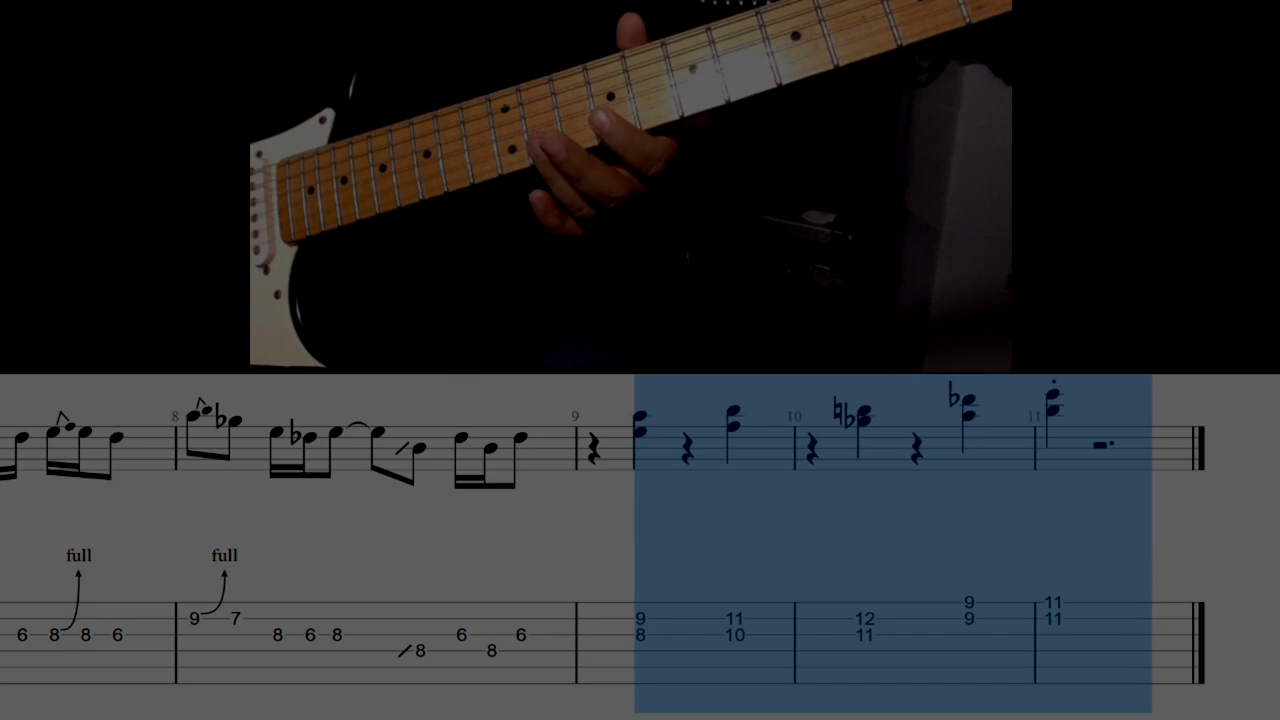 8 9 10 11
full full
9 11
9 7 9 11 12 9 11
6 8 8 6 8 6 8 6 6 8 10 11
8 8